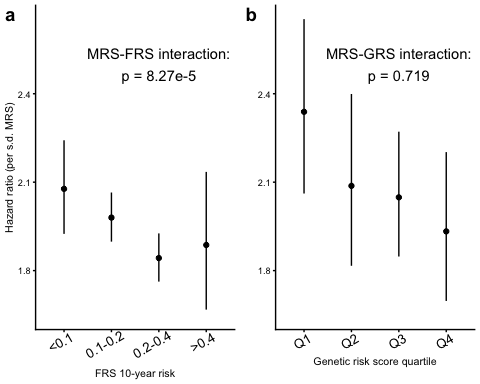 a
MRS-FRS interaction:
p = 8.27e-5
Hazard ratio (per s.d. MRS)
2.4
2.1
1.8
<0.1
0.1-0.2
0.2-0.4
>0.4
FRS 10-year risk
b
MRS-GRS interaction:
p = 0.719
2.4
2.1
1.8
Q1
Q2
Q3
Q4
Genetic risk score quartile